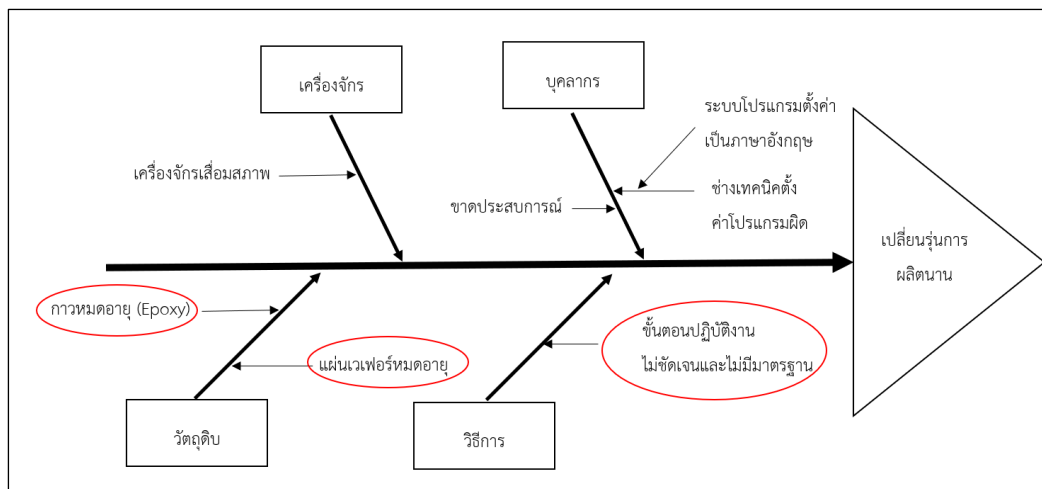 เครื่องจักร
บุคลากร
ระบบโปรแกรมตั้งค่า
เป็นภาษาอังกฤษ
เครื่องจักรเสื่อมสภาพ
ขาดประสบการณ์
ช่างเทคนิคตั้ง
ค่าโปรแกรมผิด
เปลี่ยนรุ่นการ
ผลิตนาน
กาวหมดอายุ (Epoxy)
แผ่นเวเฟอร์หมดอายุ
ขั้นตอนปฏิบัติงาน
ไม่ชัดเจนและไม่มีมาตรฐาน
วัตถุดิบ
วิธีการ